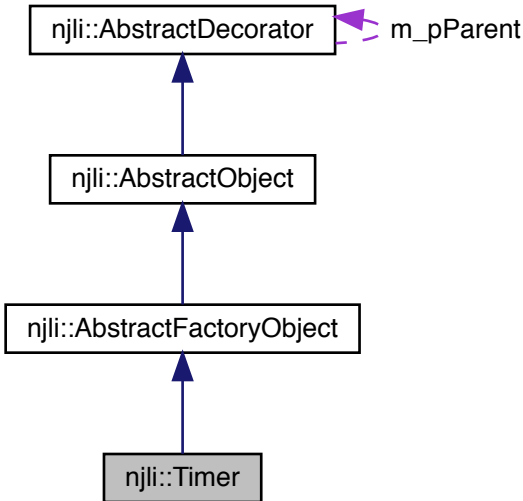 njli::AbstractDecorator
m_pParent
njli::AbstractObject
njli::AbstractFactoryObject
njli::Timer